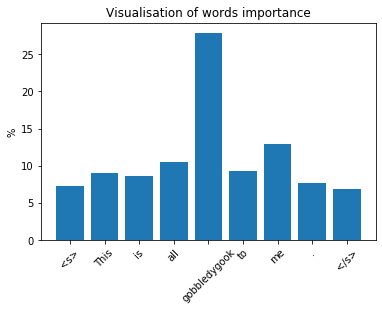 Visualisation of words importance
%
25
20
15
10
5
0
<s>
This
is
all
gobbledygook
to
me
.
</s>